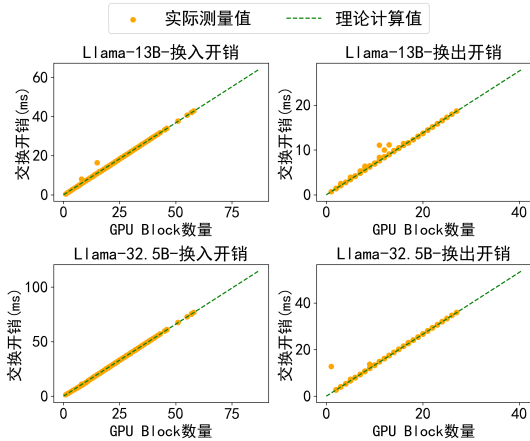 实际测量值 理论计算值
Llama-13B-换入开销 Llama-13B-换出开销
交换开销(ms)
60
40
20
0
0 25 50 75
GPU Block数量
交换开销(ms)
20
10
0
0 20 40
GPU Block数量
Llama-32.5B-换入开销 Llama-32.5B-换出开销
交换开销(ms)
100
50
0
0 25 50 75
GPU Block数量
交换开销(ms)
40
20
0
0 20 40
GPU Block数量